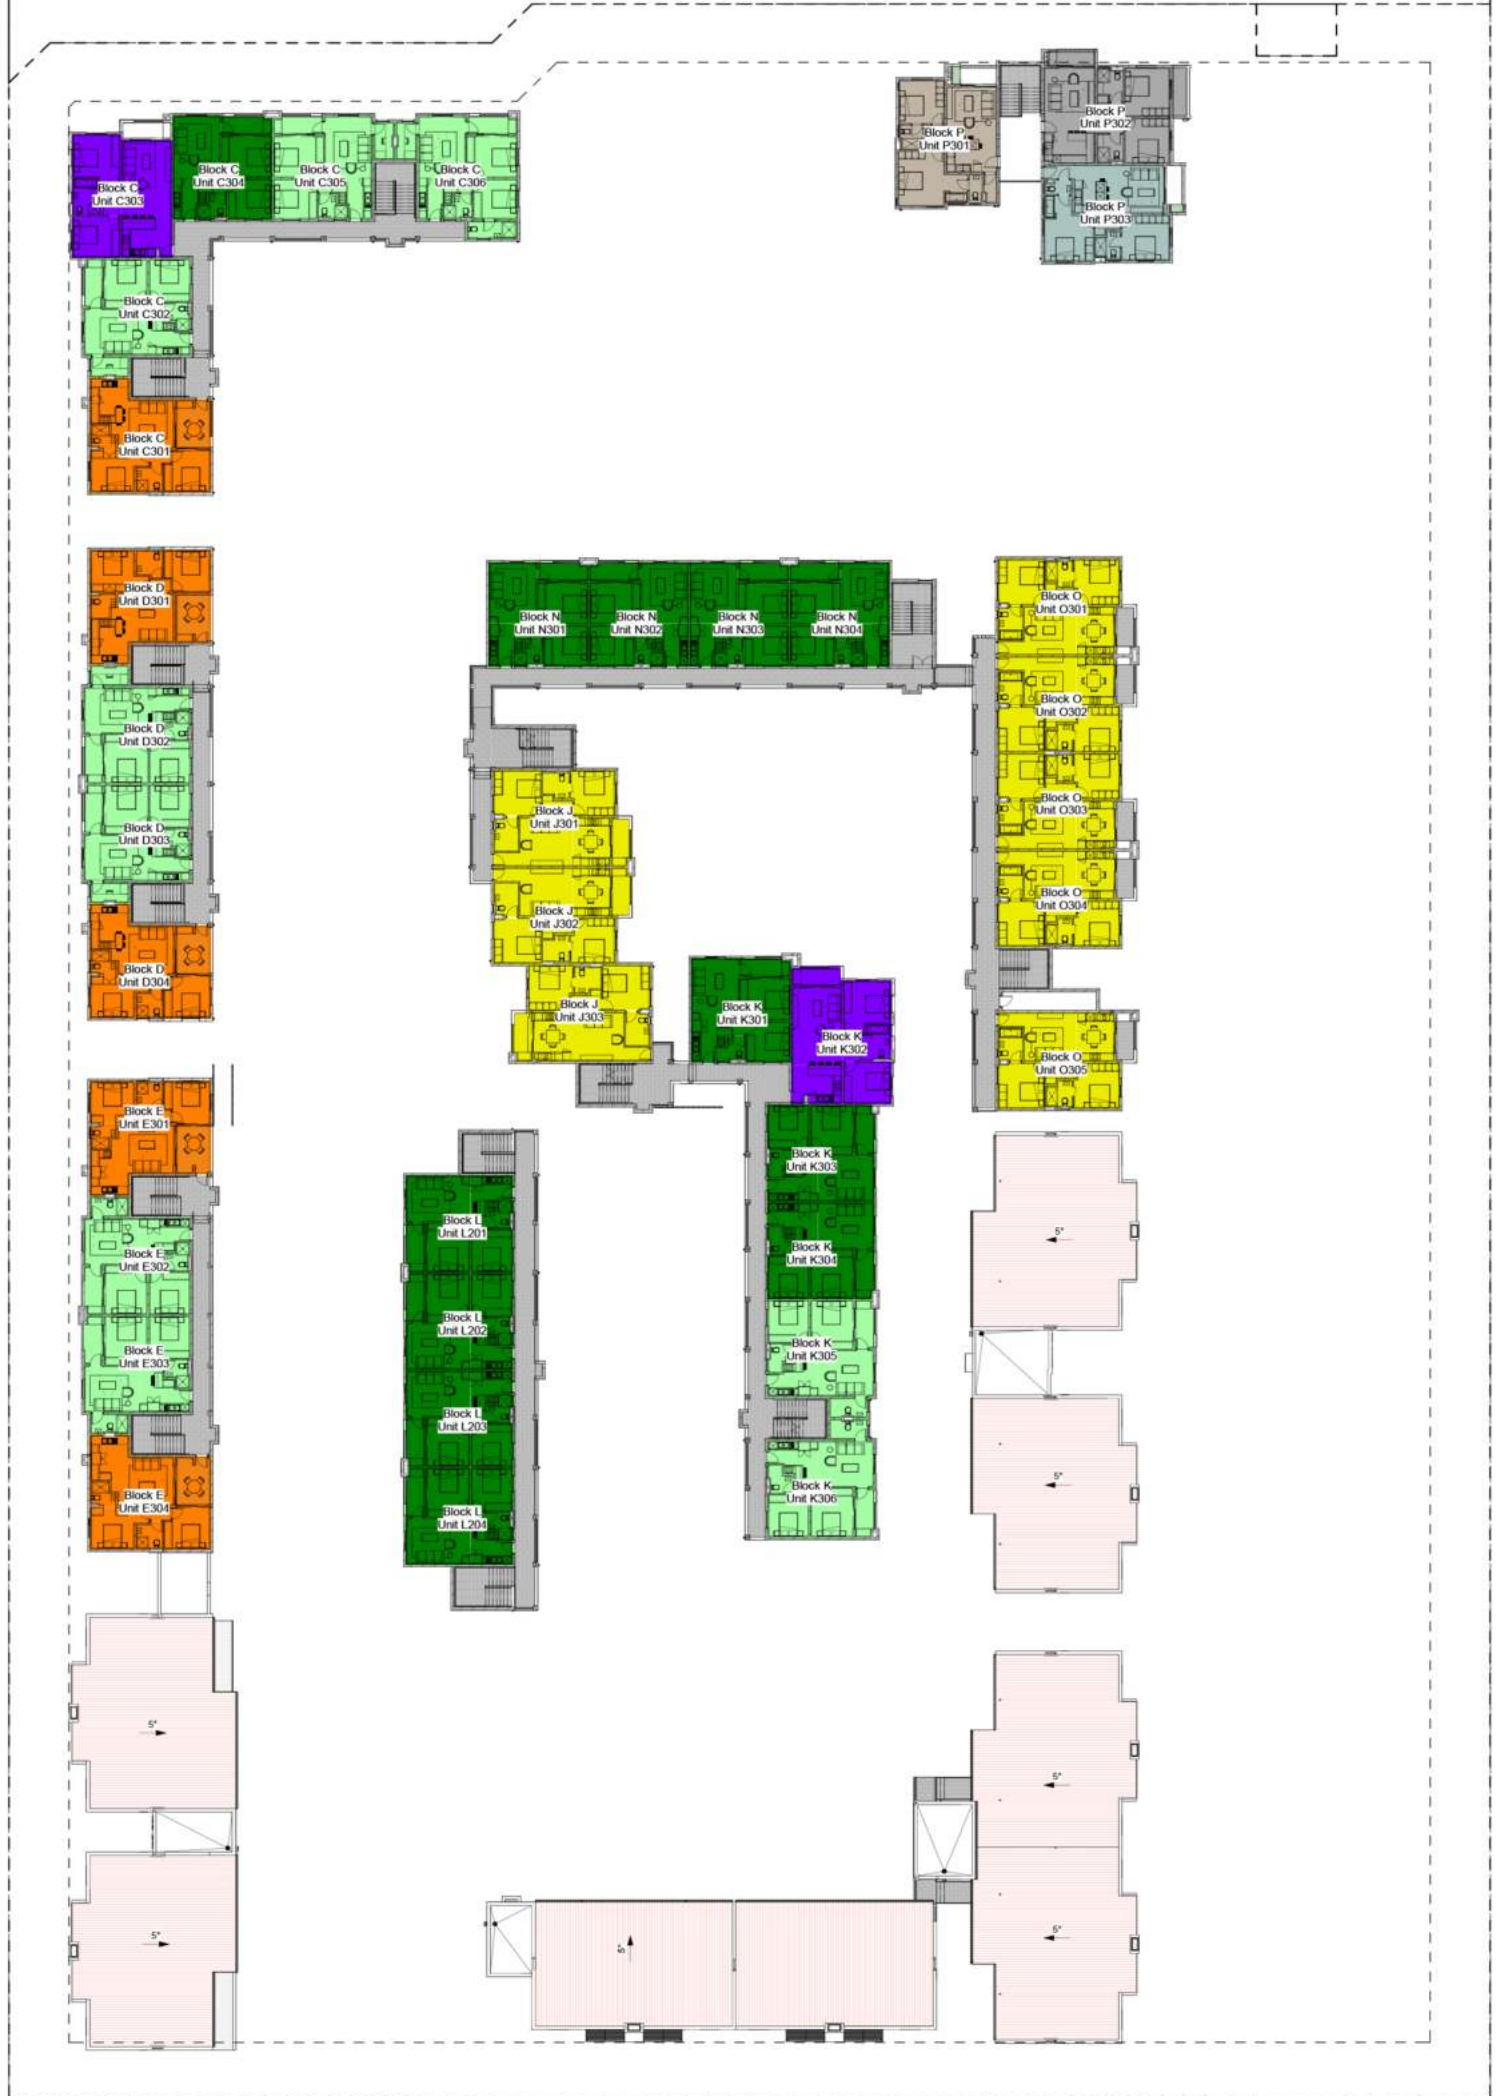 Block P
Unit P302
Block P
Unit P301
Block C
Unit C304
Block C
Unit C305
Block C
Unit C306
Block C
Unit C303
Block P
Unit P303
Block C
Unit C302
Block C
Unit C301
Block D
Unit D301
Block N
Unit N301
Block N
Unit N302
Block N
Unit N303
Block N
Unit N304
Block O
Unit O301
Block D
Unit D302
Block O
Unit O302
Block D
Unit D303
Block J
Unit J301
Block O
Unit O303
Block J
Unit J302
Block O
Unit O304
Block D
Unit D304
Block J
Unit J303
Block K
Unit K301
Block K
Unit K302
Block O
Unit O305
Block E
Unit E301
Block K
Unit K303
Block L
Unit L201
Block E
Unit E302
Block K
Unit K304
5°
Block L
Unit L202
Block E
Unit E303
Block K
Unit K305
Block L
Unit L203
Block E
Unit E304
Block K
Unit K306
5°
Block L
Unit L204
5°
5°
5°
5°
5°